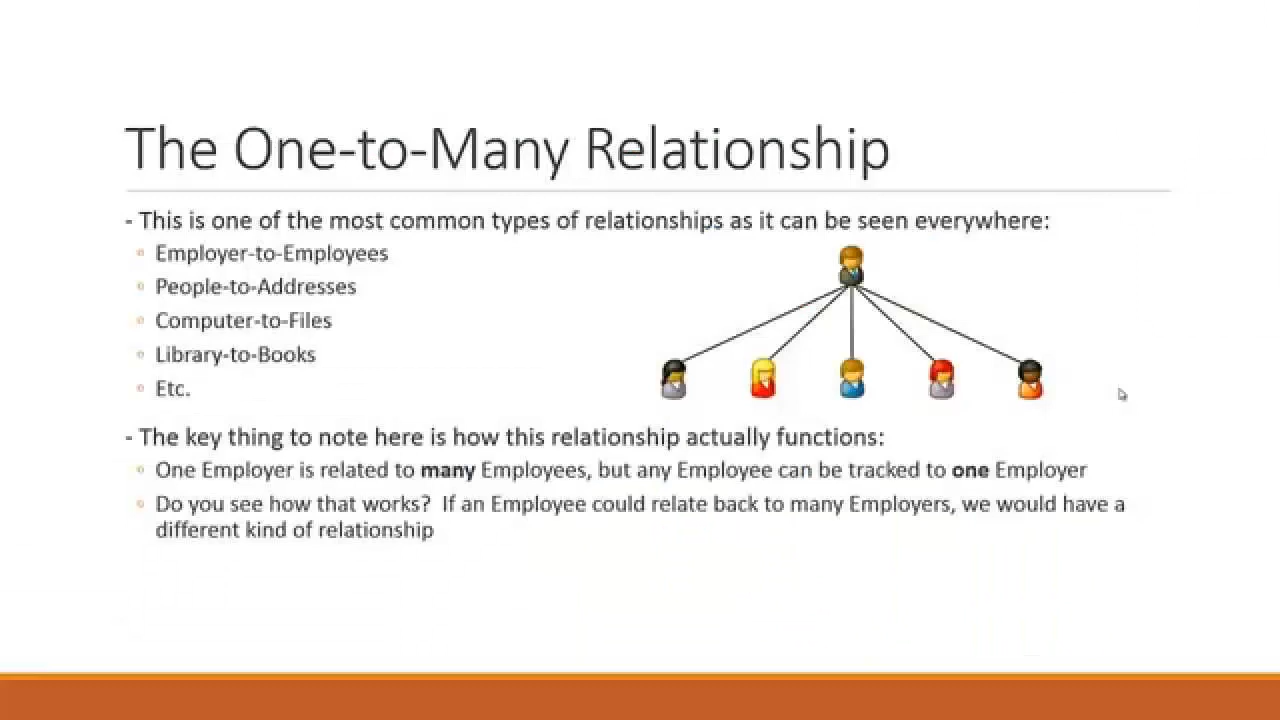 The One-to-Many Relationship
- This is one of the most common types of relationships as it can be seen everywhere:
Employer-to-Employees
People-to-Addresses
Computer-to-Files
Library-to-Books
Etc.
- The key thing to note here is how this relationship actually functions:
One Employer is related to many Employees, but any Employee can be tracked to one Employer
Do you see how that works?  If an Employee could relate back to many Employers, we would have a
different kind of relationship